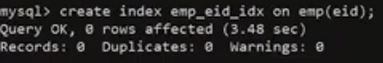 mysql> create index emp_eid_idx on emp(eid);
Query OK, 0 rows affected (3.48 sec)
Records: 0  Duplicates: 0  Warnings: 0